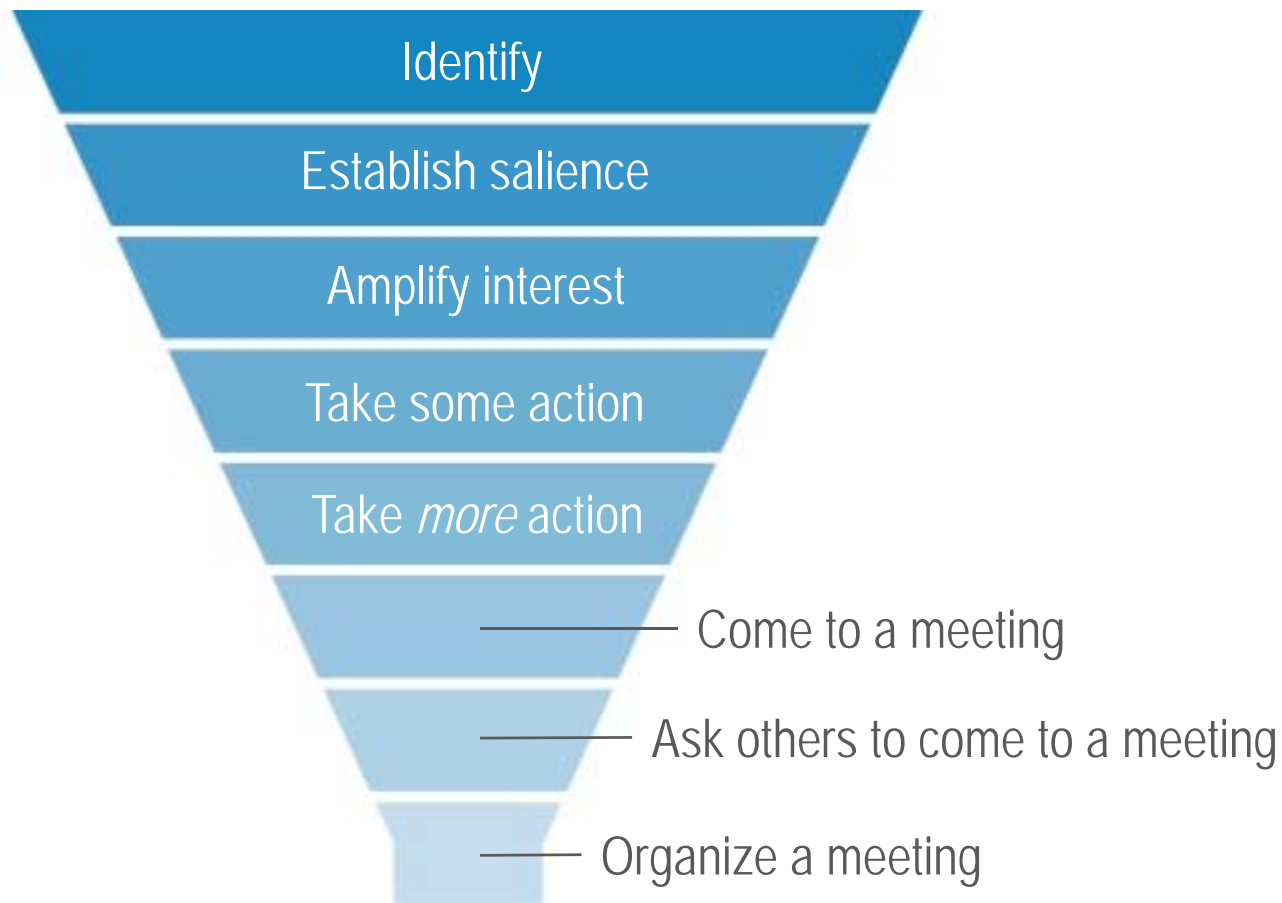 Identify
Establish salience
Amplify interest
Take some action
Take more action
Come to a meeting
Ask others to come to a meeting
Organize a meeting